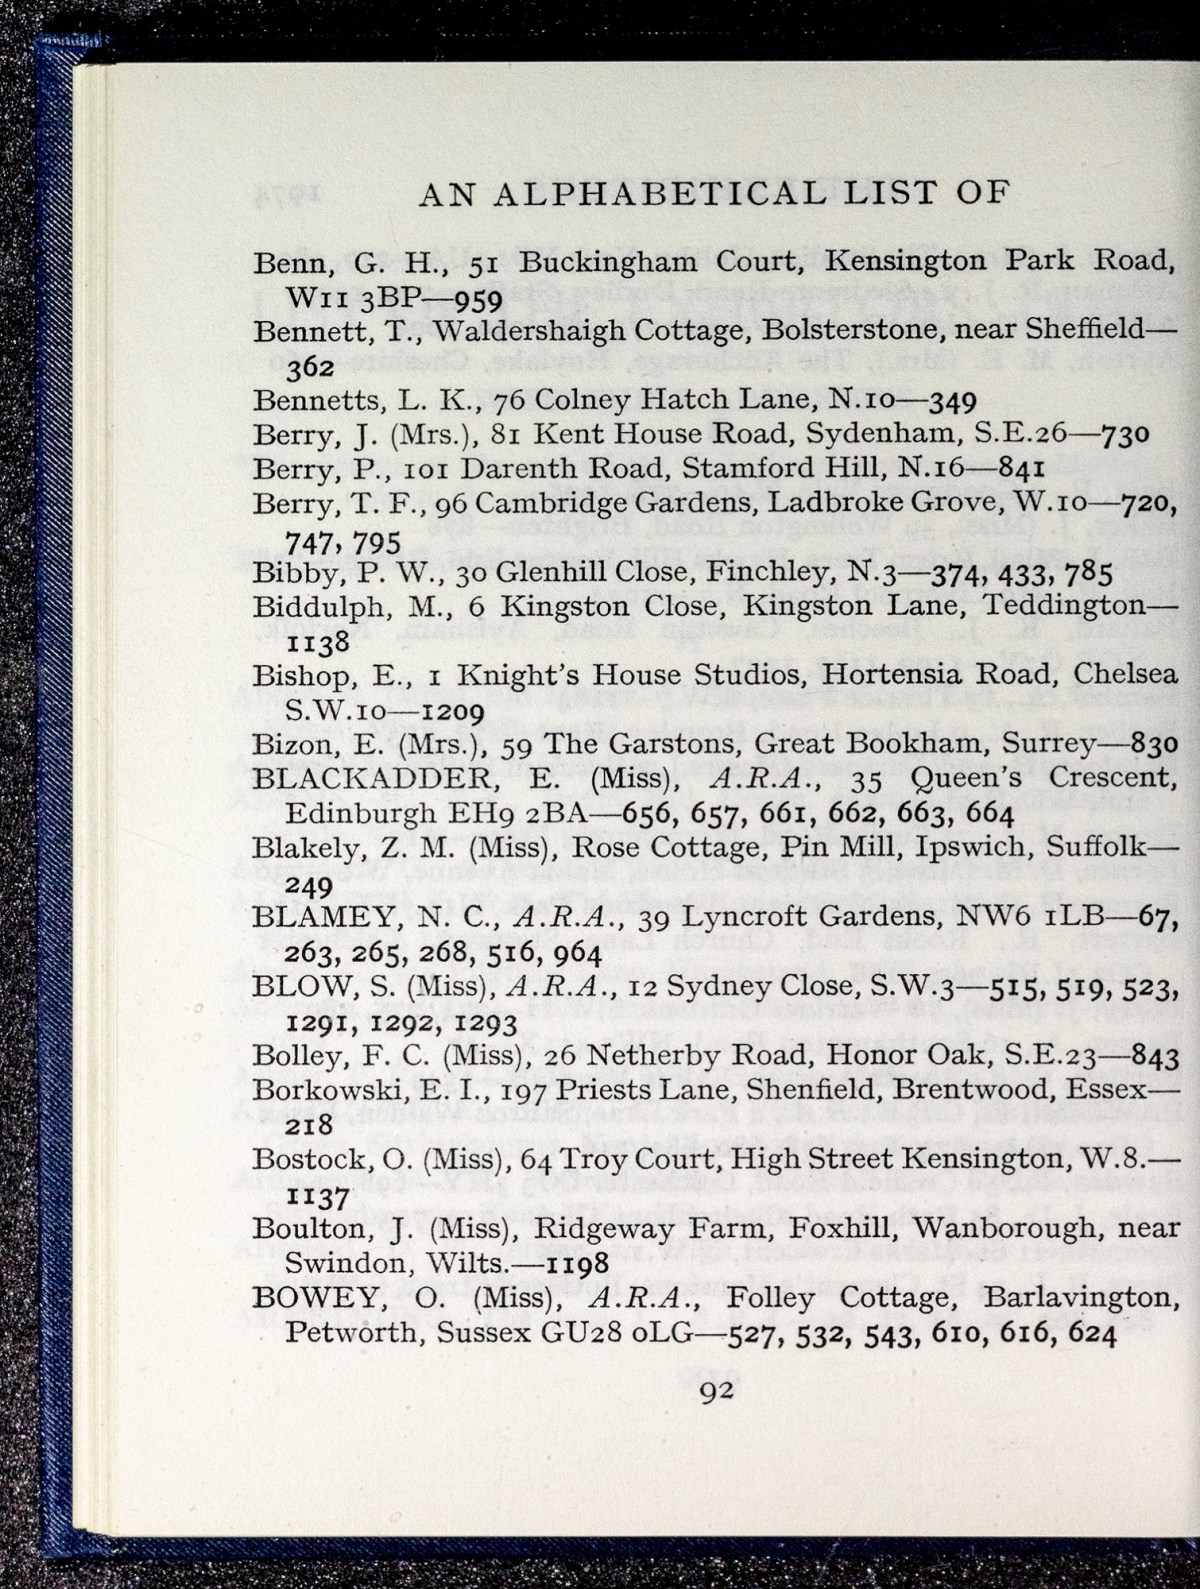 AN ALPHABETICAL LIST OF
Benn, G. H., 51 Buckingham Court, Kensington Park Road,
W11 3BP—959
Bennett, T., Waldershaigh Cottage, Bolsterstone, near Sheffield—
362
Bennetts, L. K., 76 Colney Hatch Lane, N.10—349
Berry, J. (Mrs.), 81 Kent House Road, Sydenham, S.E.26—730
Berry, P., 101 Darenth Road, Stamford Hill, N.16—841
Berry, T. F., 96 Cambridge Gardens, Ladbroke Grove, W.10—720,
747, 795
Bibby, P. W., 30 Glenhill Close, Finchley, N.3—374, 433, 785
Biddulph, M., 6 Kingston Close, Kingston Lane, Teddington—
1138
Bishop, E., 1 Knight's House Studios, Hortensia Road, Chelsea
S.W.10—1209
Bizon, E. (Mrs.), 59 The Garstons, Great Bookham, Surrey—830
BLACKADDER, E. (Miss), A.R.A., 35 Queen's Crescent,
Edinburgh EH9 2BA—656, 657, 661, 662, 663, 664
Blakely, Z. M. (Miss), Rose Cottage, Pin Mill, Ipswich, Suffolk—
249
BLAMEY, N. C., A.R.A., 39 Lyncroft Gardens, NW6 1LB—67,
263, 265, 268, 516, 964
BLOW, S. (Miss), A.R.A., 12 Sydney Close, S.W.3—515, 519, 523,
1291, 1292, 1293
Bolley, F. C. (Miss), 26 Netherby Road, Honor Oak, S.E.23—843
Borkowski, E. I., 197 Priests Lane, Shenfield, Brentwood, Essex—
218
Bostock, O. (Miss), 64 Troy Court, High Street Kensington, W.8.—
1137
Boulton, J. (Miss), Ridgeway Farm, Foxhill, Wanborough, near
Swindon, Wilts.—1198
BOWEY, O. (Miss), A.R.A., Folley Cottage, Barlavington,
Petworth, Sussex GU28 0LG—527, 532, 543, 610, 616, 624
92